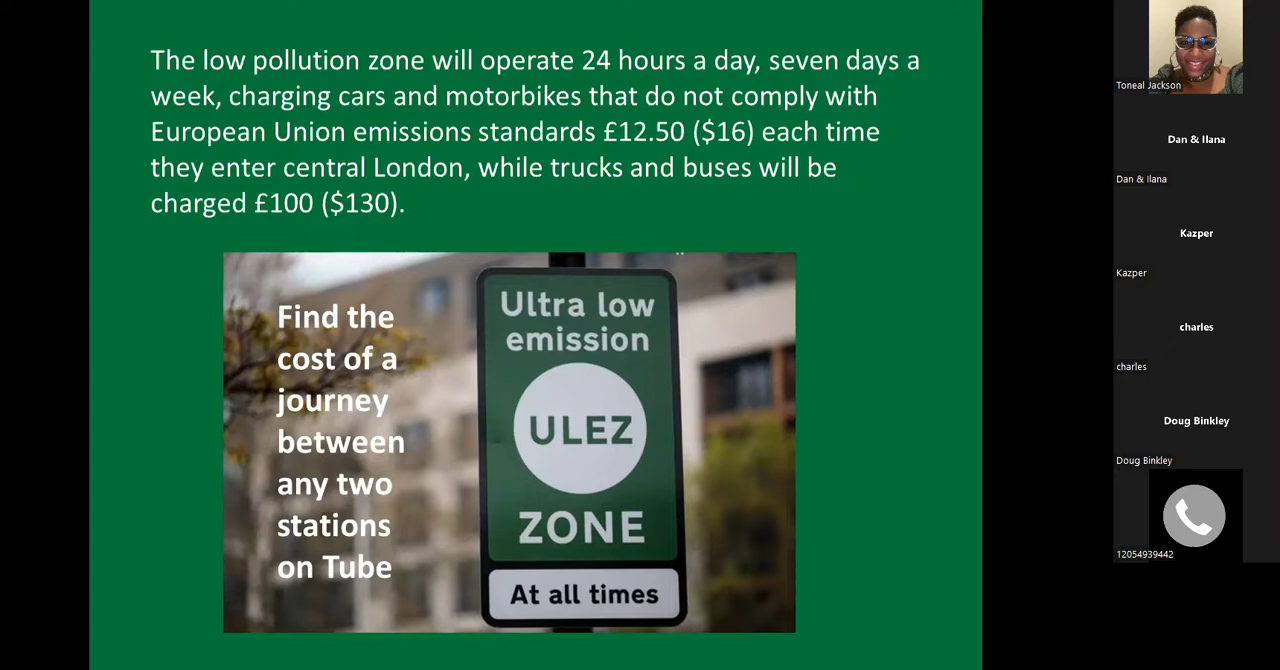 The low pollution zone will operate 24 hours a day, seven days a
week, charging cars and motorbikes that do not comply with
European Union emissions standards £12.50 ($16) each time
they enter central London, while trucks and buses will be
charged £100 ($130).
Find the
cost of a
journey
between
any two
stations
on Tube
Ultra low
emission
ULEZ
ZONE
At all times
Toneal Jackson
Dan & Ilana
Dan & Ilana
Kazper
Kazper
charles
charles
Doug Binkley
Doug Binkley
12054939442